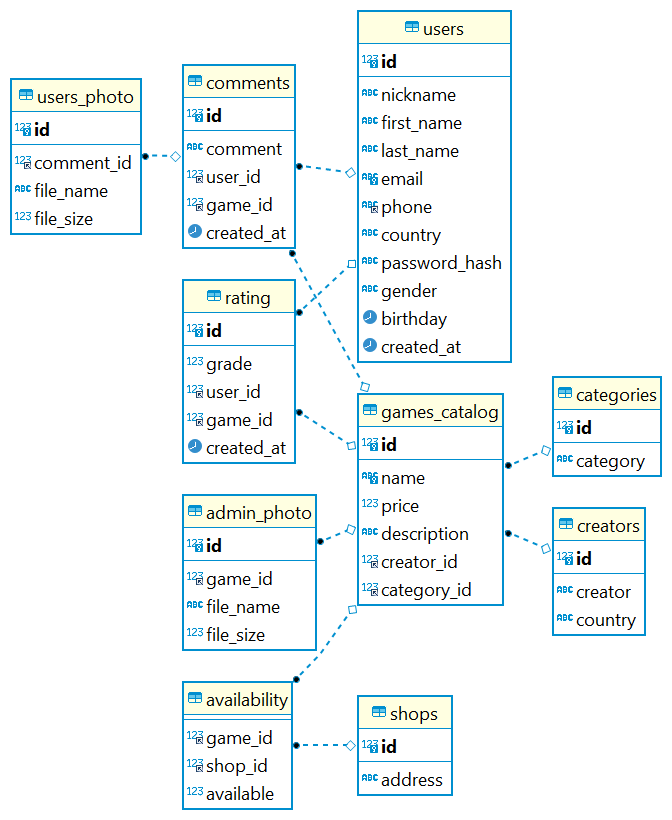 users
id
nickname
first_name
last_name
email
phone
country
password_hash
gender
birthday
created_at
comments
id
comment
user_id
game_id
created_at
users_photo
id
comment_id
file_name
file_size
rating
id
grade
user_id
game_id
created_at
games_catalog
id
name
price
description
creator_id
category_id
categories
id
category
creators
id
creator
country
admin_photo
id
game_id
file_name
file_size
availability
game_id
shop_id
available
shops
id
address